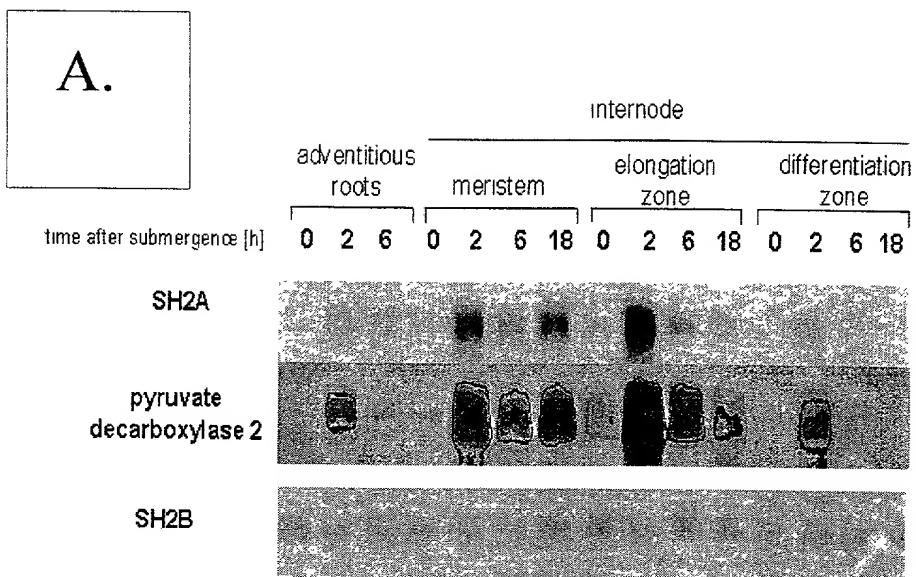 A.
internode
adventitious roots
meristem
elongation zone
differentiation zone
time after submergence [h] 0 2 6 0 2 6 18 0 2 6 18 0 2 6 18
SH2A
pyruvate
decarboxylase 2
SH2B